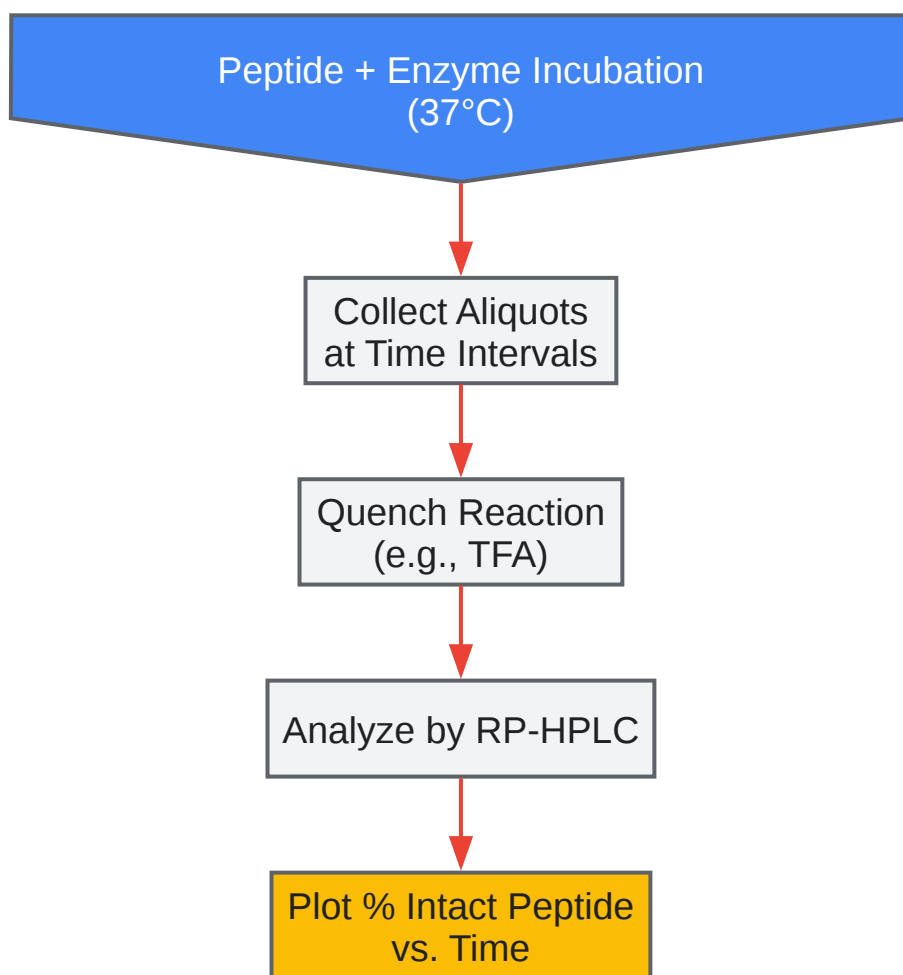 Peptide + Enzyme Incubation
(37°C)
Collect Aliquots
at Time Intervals
Quench Reaction
(e.g., TFA)
Analyze by RP-HPLC
Plot % Intact Peptide
vs. Time